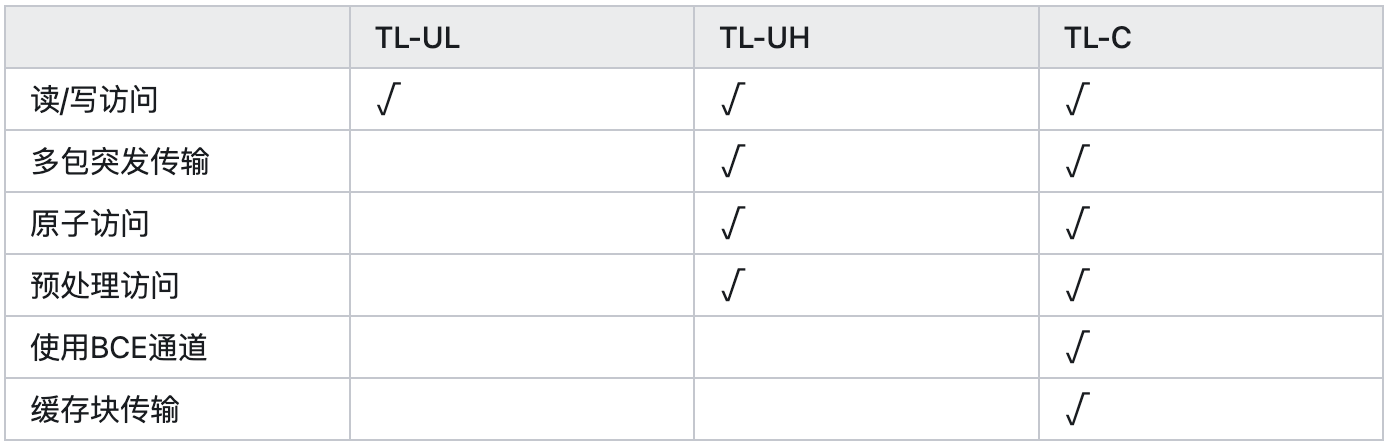 TL-UL TL-UH TL-C
读/写访问 √ √ √
多包突发传输 √ √
原子访问 √ √
预处理访问 √ √
使用BCE通道 √
缓存块传输 √